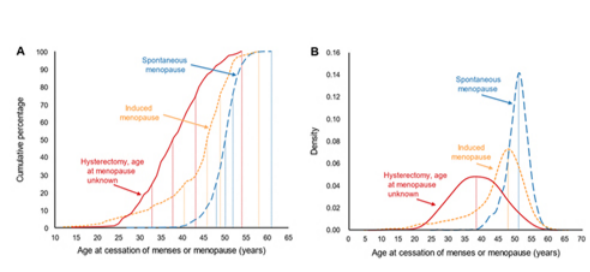 A
Cumulative percentage
100
90
80
70
60
50
40
30
20
10
0
Spontaneous
menopause
Induced
menopause
Hysterectomy, age
at menopause
unknown
10 15 20 25 30 35 40 45 50 55 60 65
Age at cessation of menses or menopause (years)
B
Density
0.16
0.14
0.12
0.10
0.08
0.06
0.04
0.02
0.00
Spontaneous
menopause
Induced
menopause
Hysterectomy, age
at menopause
unknown
0 5 10 15 20 25 30 35 40 45 50 55 60 65 70
Age at cessation of menses or menopause (years)